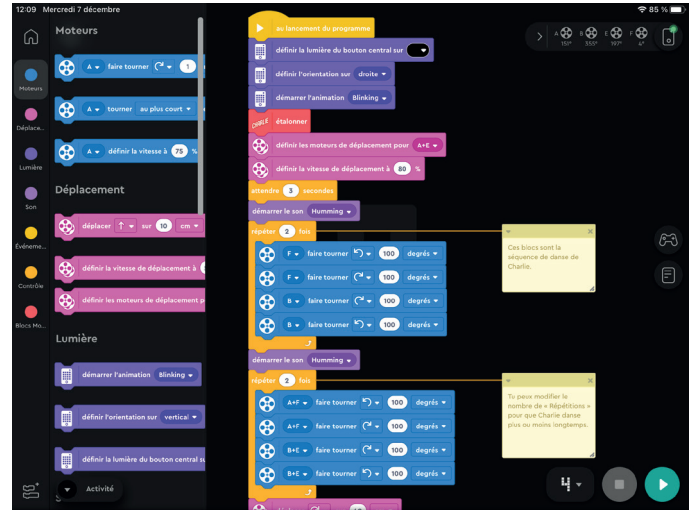 12:09 Mercredi 7 décembre
85 %
Moteurs
A faire tourner 1
A tourner au plus court
A définir la vitesse à 75 %
Déplacement
déplacer sur 10 cm
définir la vitesse de déplacement à
définir les moteurs de déplacement p
Lumière
démarrer l'animation Blinking
définir l'orientation sur vertical
définir la lumière du bouton central su
Moteurs
Déplace...
Lumière
Son
Événeme...
Contrôle
Blocs Mo...
Activité
au lancement du programme
définir la lumière du bouton central sur
définir l'orientation sur droite
démarrer l'animation Blinking
CHARLIE étalonner
définir les moteurs de déplacement pour A+E
définir la vitesse de déplacement à 80 %
attendre 3 secondes
démarrer le son Humming
répéter 2 fois
F faire tourner 100 degrés
F faire tourner 100 degrés
B faire tourner 100 degrés
B faire tourner 100 degrés
démarrer le son Humming
répéter 2 fois
A+F faire tourner 100 degrés
A+F faire tourner 100 degrés
B+E faire tourner 100 degrés
B+E faire tourner 100 degrés
Ces blocs sont la
séquence de danse de
Charlie.
Tu peux modifier le
nombre de « Répétitions »
pour que Charlie danse
plus ou moins longtemps.
A B E F
151° 355° 197° 4°
4